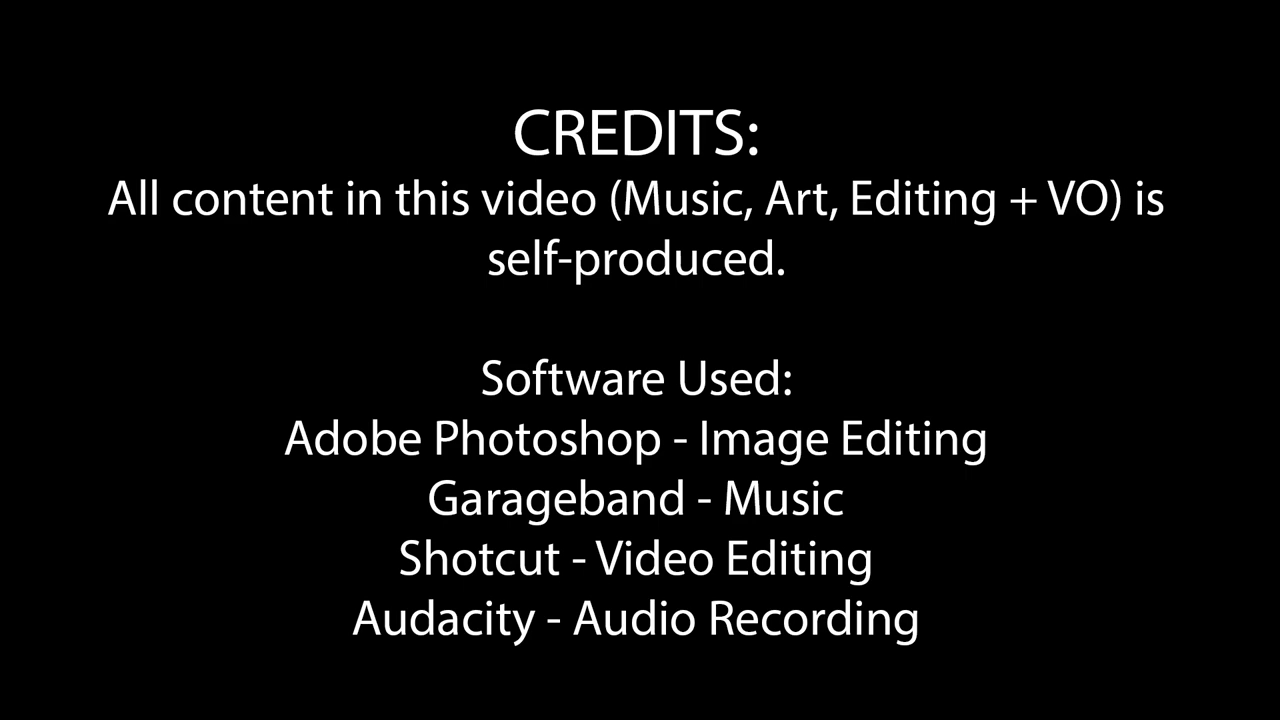 CREDITS:
All content in this video (Music, Art, Editing + VO) is
self-produced.
Software Used:
Adobe Photoshop - Image Editing
Garageband - Music
Shotcut - Video Editing
Audacity - Audio Recording